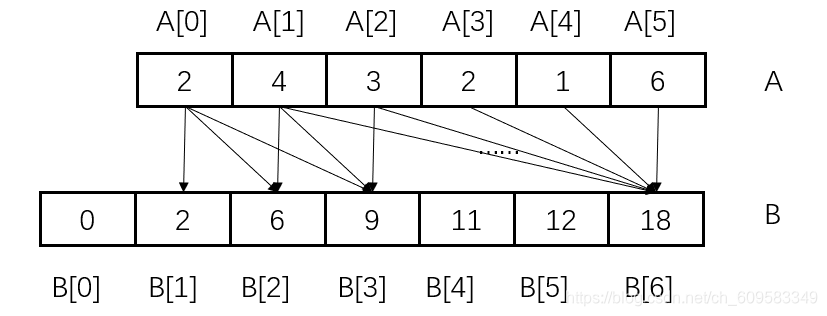 A[0] A[1] A[2] A[3] A[4] A[5]
2 4 3 2 1 6 A
......
0 2 6 9 11 12 18 B
B[0] B[1] B[2] B[3] B[4] B[5] B[6]
https://blog.csdn.net/ch_609583349